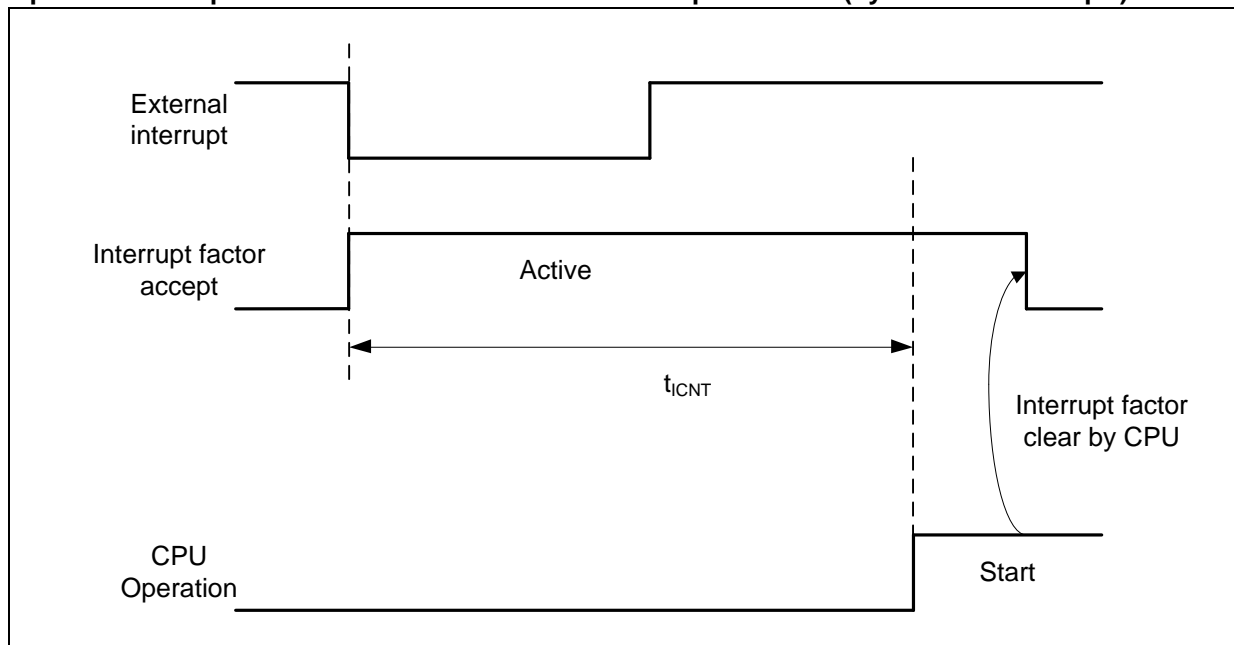 External
interrupt
Interrupt factor
accept
Active
tICNT
Interrupt factor
clear by CPU
CPU
Operation
Start